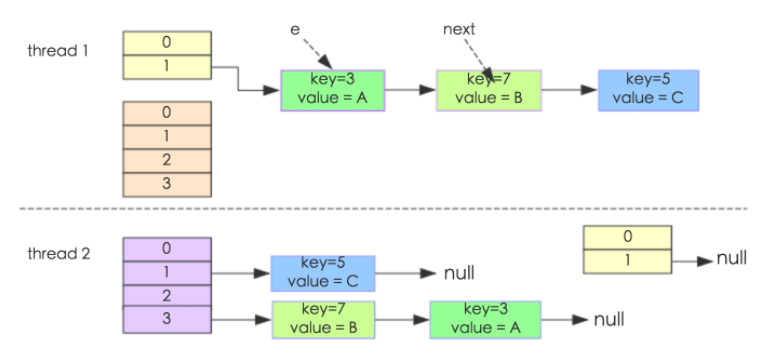 e
next
thread 1
0
1
key=3
value = A
key=7
value = B
key=5
value = C
0
1
2
3
thread 2
0
1
2
3
key=5
value = C
null
key=7
value = B
key=3
value = A
null
0
1
null